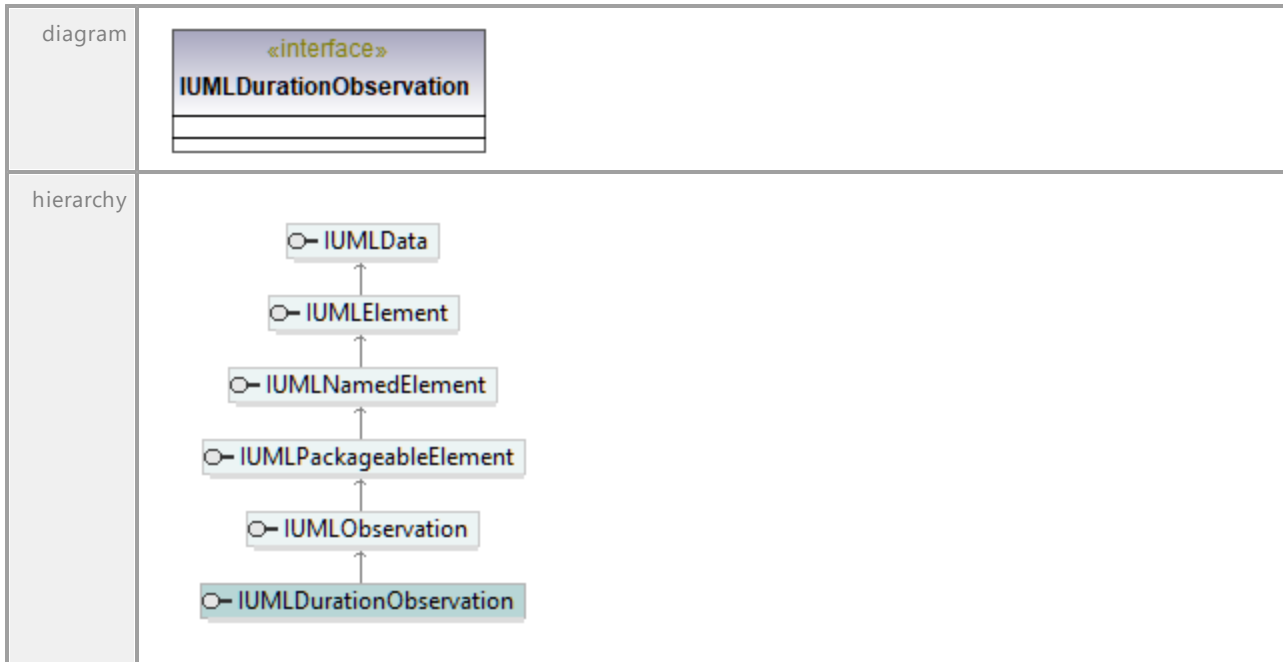 diagram
«interface»
IUMLDurationObservation
hierarchy
IUMLData
IUMLElement
IUMLNamedElement
IUMLPackageableElement
IUMLObservation
IUMLDurationObservation